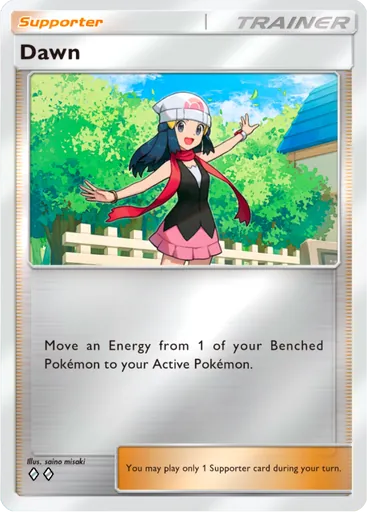 Supporter
TRAINER
Dawn
Move an Energy from 1 of your Benched
Pokémon to your Active Pokémon.
Illus. saino misaki
You may play only 1 Supporter card during your turn.